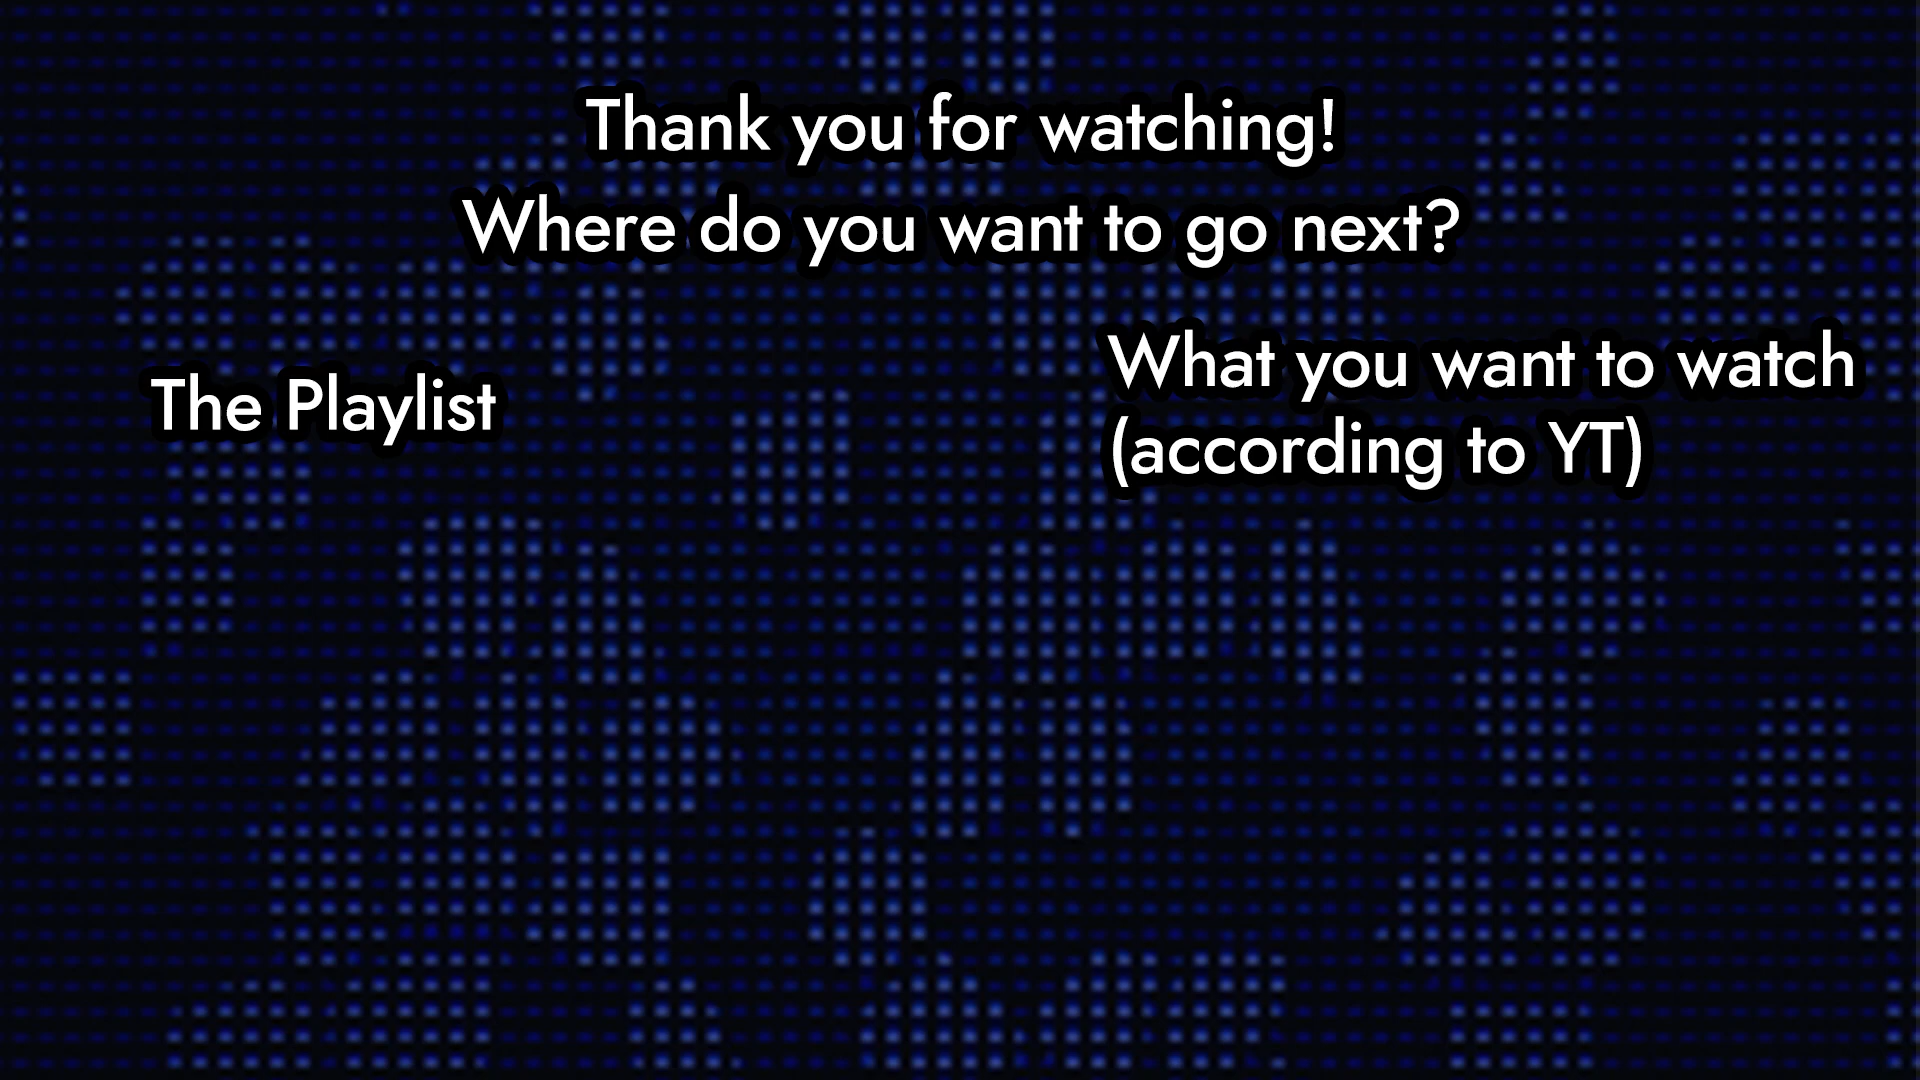 Thank you for watching!
Where do you want to go next?
The Playlist
What you want to watch
(according to YT)